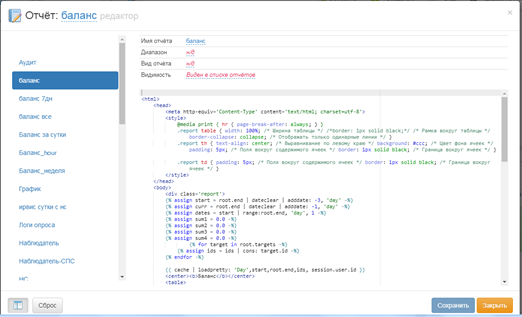 Отчёт: баланс редактор
×
Аудит
баланс
баланс 7дн
баланс все
Баланс за сутки
Баланс_hour
Баланс_неделя
График
ирвис сутки с нс
Логи опроса
Наблюдатель
Наблюдатель-СПС
Имя отчёта баланс
Диапазон н/д
Вид отчёта н/д
Видимость Виден в списке отчётов
<html>
<head>
<meta http-equiv='Content-Type' content='text/html; charset=utf-8'>
<style>
@media print { hr { page-break-after: always; } }
.report table { width: 100%; /* Ширина таблицы */ /*border: 1px solid black;*/ /* Рамка вокруг таблицы */
border-collapse: collapse; /* Отображать только одинарные линии */ }
.report th { text-align: center; /* Выравнивание по левому краю */ background: #ccc; /* Цвет фона ячеек */
padding: 5px; /* Поля вокруг содержимого ячеек */ border: 1px solid black; /* Граница вокруг ячеек */ }
.report td { padding: 5px; /* Поля вокруг содержимого ячеек */ border: 1px solid black; /* Граница вокруг
ячеек */ }
</style>
</head>
<body>
<div class='report'>
{% assign start = root.end | dateclear | adddate: -3, 'day' -%}
{% assign curr = root.end | dateclear | adddate: -1, 'day' -%}
{% assign dates = start | range:root.end, 'day', 1 -%}
{% assign sum1 = 0.0 -%}
{% assign sum2 = 0.0 -%}
{% assign sum3 = 0.0 -%}
{% assign sum4 = 0.0 -%}
{% for target in root.targets -%}
{% assign ids = ids | cons: target.id -%}
{% endfor -%}
{{ cache | loadpretty: 'Day',start,root.end,ids, session.user.id }}
<center><b>Баланс</b></center>
<table>
Сброс
Сохранить
Закрыть